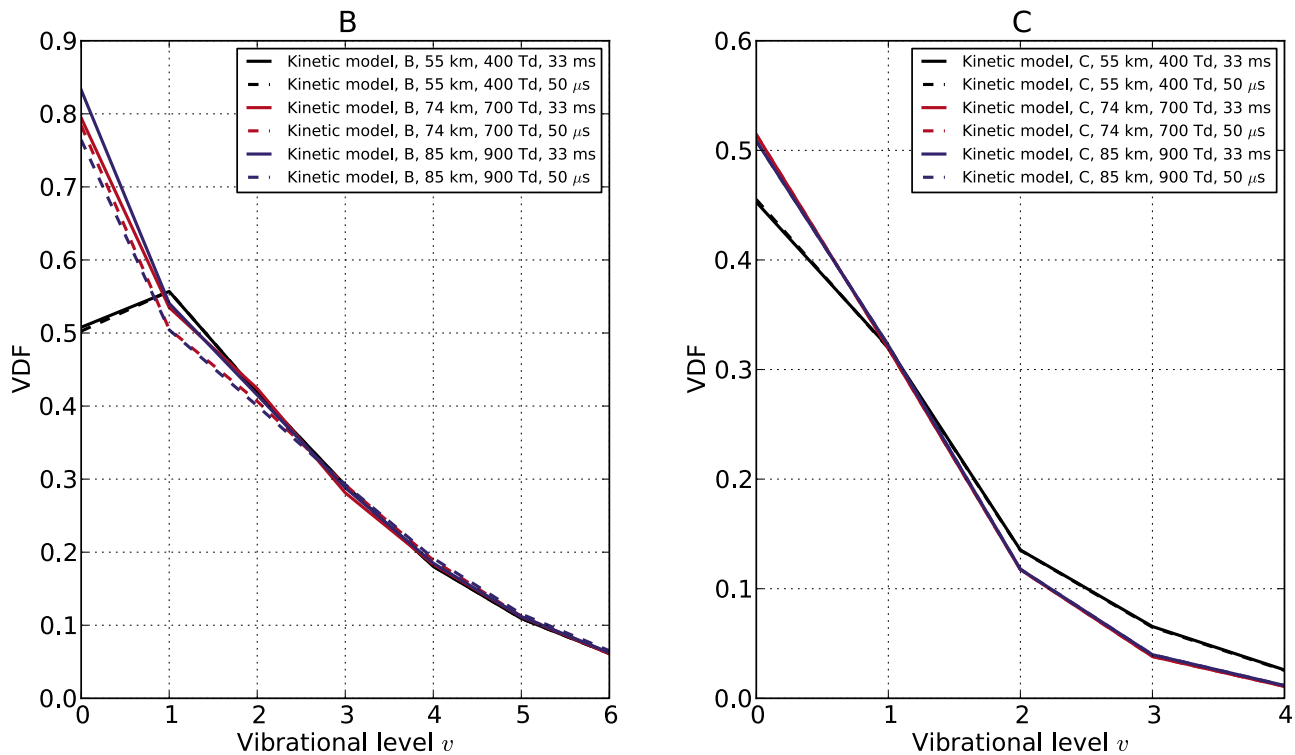 B
0.9
0.8
0.7
0.6
0.5
0.4
0.3
0.2
0.1
0.0
VDF
Kinetic model, B, 55 km, 400 Td, 33 ms
Kinetic model, B, 55 km, 400 Td, 50 μs
Kinetic model, B, 74 km, 700 Td, 33 ms
Kinetic model, B, 74 km, 700 Td, 50 μs
Kinetic model, B, 85 km, 900 Td, 33 ms
Kinetic model, B, 85 km, 900 Td, 50 μs
0 1 2 3 4 5 6
Vibrational level v
C
0.6
0.5
0.4
0.3
0.2
0.1
0.0
VDF
Kinetic model, C, 55 km, 400 Td, 33 ms
Kinetic model, C, 55 km, 400 Td, 50 μs
Kinetic model, C, 74 km, 700 Td, 33 ms
Kinetic model, C, 74 km, 700 Td, 50 μs
Kinetic model, C, 85 km, 900 Td, 33 ms
Kinetic model, C, 85 km, 900 Td, 50 μs
0 1 2 3 4
Vibrational level v